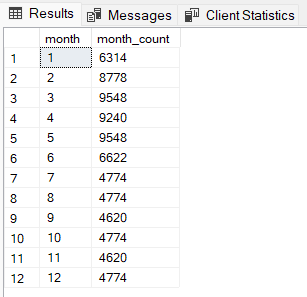 Results Messages Client Statistics
month month_count
1 1 6314
2 2 8778
3 3 9548
4 4 9240
5 5 9548
6 6 6622
7 7 4774
8 8 4774
9 9 4620
10 10 4774
11 11 4620
12 12 4774